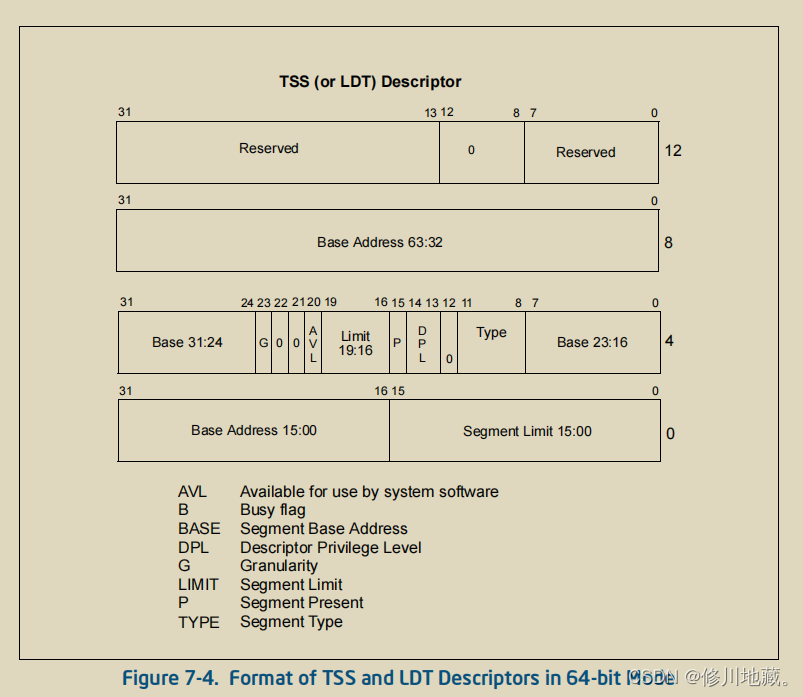 TSS (or LDT) Descriptor
31 13 12 8 7 0
Reserved 0 Reserved 12
31 0
Base Address 63:32 8
31 24 23 22 21 20 19 16 15 14 13 12 11 8 7 0
Base 31:24 G 0 0 AVL Limit 19:16 P DPL 0 Type Base 23:16 4
31 16 15 0
Base Address 15:00 Segment Limit 15:00 0
AVL Available for use by system software
B Busy flag
BASE Segment Base Address
DPL Descriptor Privilege Level
G Granularity
LIMIT Segment Limit
P Segment Present
TYPE Segment Type
Figure 7-4. Format of TSS and LDT Descriptors in 64-bit Mode
CSDN @修川地藏。